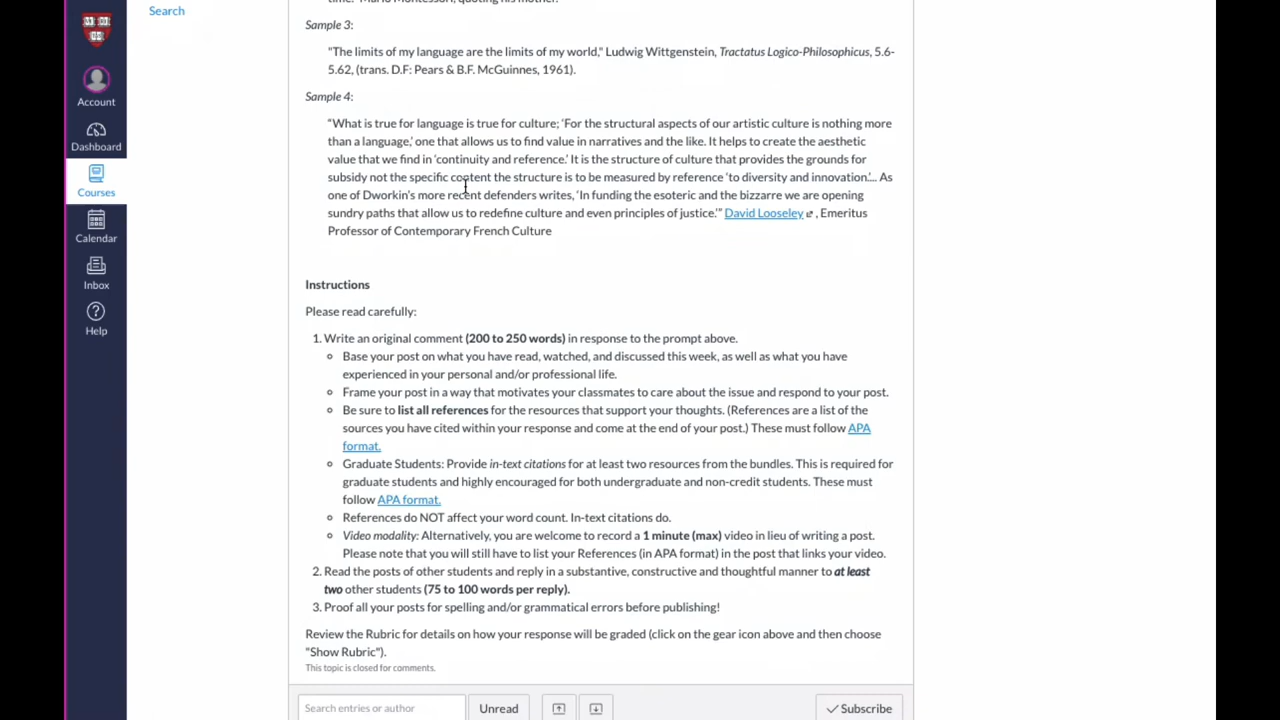 Search
Account
Dashboard
Courses
Calendar
Inbox
Help
Sample 3:
"The limits of my language are the limits of my world," Ludwig Wittgenstein, Tractatus Logico-Philosophicus, 5.6-
5.62, (trans. D.F: Pears & B.F. McGuinnes, 1961).
Sample 4:
"What is true for language is true for culture; 'For the structural aspects of our artistic culture is nothing more
than a language,' one that allows us to find value in narratives and the like. It helps to create the aesthetic
value that we find in 'continuity and reference.' It is the structure of culture that provides the grounds for
subsidy not the specific content the structure is to be measured by reference 'to diversity and innovation.'... As
one of Dworkin's more recent defenders writes, 'In funding the esoteric and the bizzarre we are opening
sundry paths that allow us to redefine culture and even principles of justice.'" David Looseley , Emeritus
Professor of Contemporary French Culture
Instructions
Please read carefully:
1. Write an original comment (200 to 250 words) in response to the prompt above.
Base your post on what you have read, watched, and discussed this week, as well as what you have
experienced in your personal and/or professional life.
Frame your post in a way that motivates your classmates to care about the issue and respond to your post.
Be sure to list all references for the resources that support your thoughts. (References are a list of the
sources you have cited within your response and come at the end of your post.) These must follow APA
format.
Graduate Students: Provide in-text citations for at least two resources from the bundles. This is required for
graduate students and highly encouraged for both undergraduate and non-credit students. These must
follow APA format.
References do NOT affect your word count. In-text citations do.
Video modality: Alternatively, you are welcome to record a 1 minute (max) video in lieu of writing a post.
Please note that you will still have to list your References (in APA format) in the post that links your video.
2. Read the posts of other students and reply in a substantive, constructive and thoughtful manner to at least
two other students (75 to 100 words per reply).
3. Proof all your posts for spelling and/or grammatical errors before publishing!
Review the Rubric for details on how your response will be graded (click on the gear icon above and then choose
"Show Rubric").
This topic is closed for comments.
Search entries or author
Unread
Subscribe